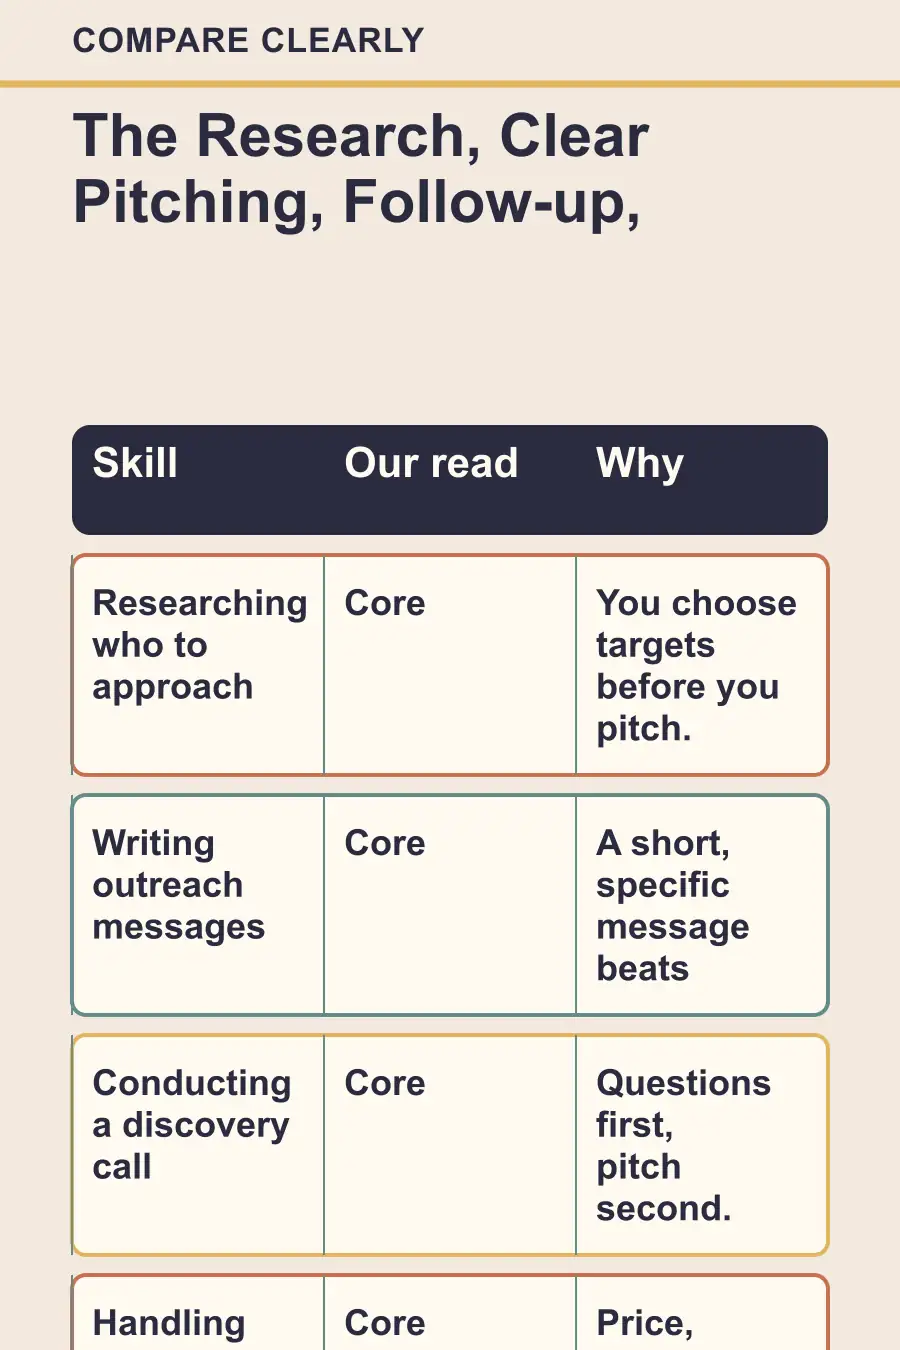 COMPARE CLEARLY
The Research, Clear
Pitching, Follow-up,
Skill Our read Why
Researching Core You choose
who to targets
approach before you
pitch.
Writing Core A short,
outreach specific
messages message
beats
Conducting Core Questions
a discovery first,
call pitch
second.
Handling Core Price,